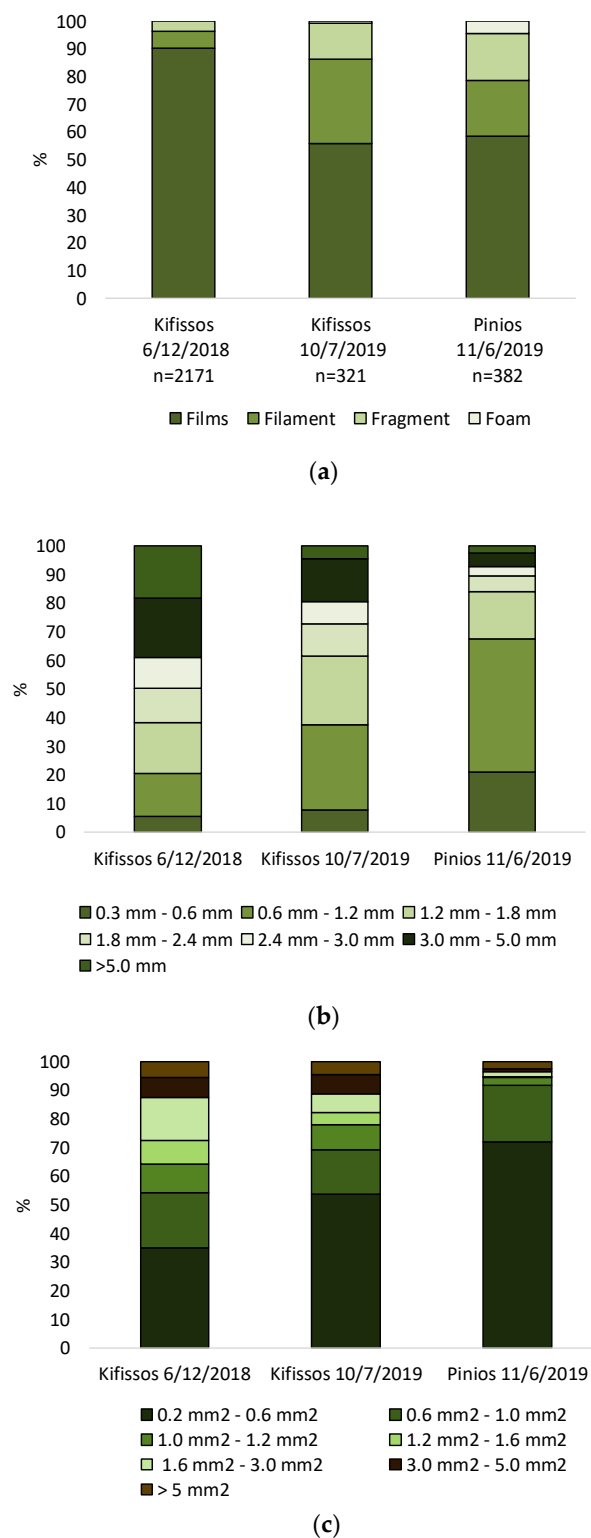 100
90
80
70
60
50
40
30
20
10
0
%
Kifissos 6/12/2018 n=2171
Kifissos 10/7/2019 n=321
Pinios 11/6/2019 n=382
Films Filament Fragment Foam
(a)
100
90
80
70
60
50
40
30
20
10
0
%
Kifissos 6/12/2018 Kifissos 10/7/2019 Pinios 11/6/2019
0.3 mm - 0.6 mm 0.6 mm - 1.2 mm 1.2 mm - 1.8 mm
1.8 mm - 2.4 mm 2.4 mm - 3.0 mm 3.0 mm - 5.0 mm
>5.0 mm
(b)
100
90
80
70
60
50
40
30
20
10
0
%
Kifissos 6/12/2018 Kifissos 10/7/2019 Pinios 11/6/2019
0.2 mm2 - 0.6 mm2 0.6 mm2 - 1.0 mm2
1.0 mm2 - 1.2 mm2 1.2 mm2 - 1.6 mm2
1.6 mm2 - 3.0 mm2 3.0 mm2 - 5.0 mm2
> 5 mm2
(c)